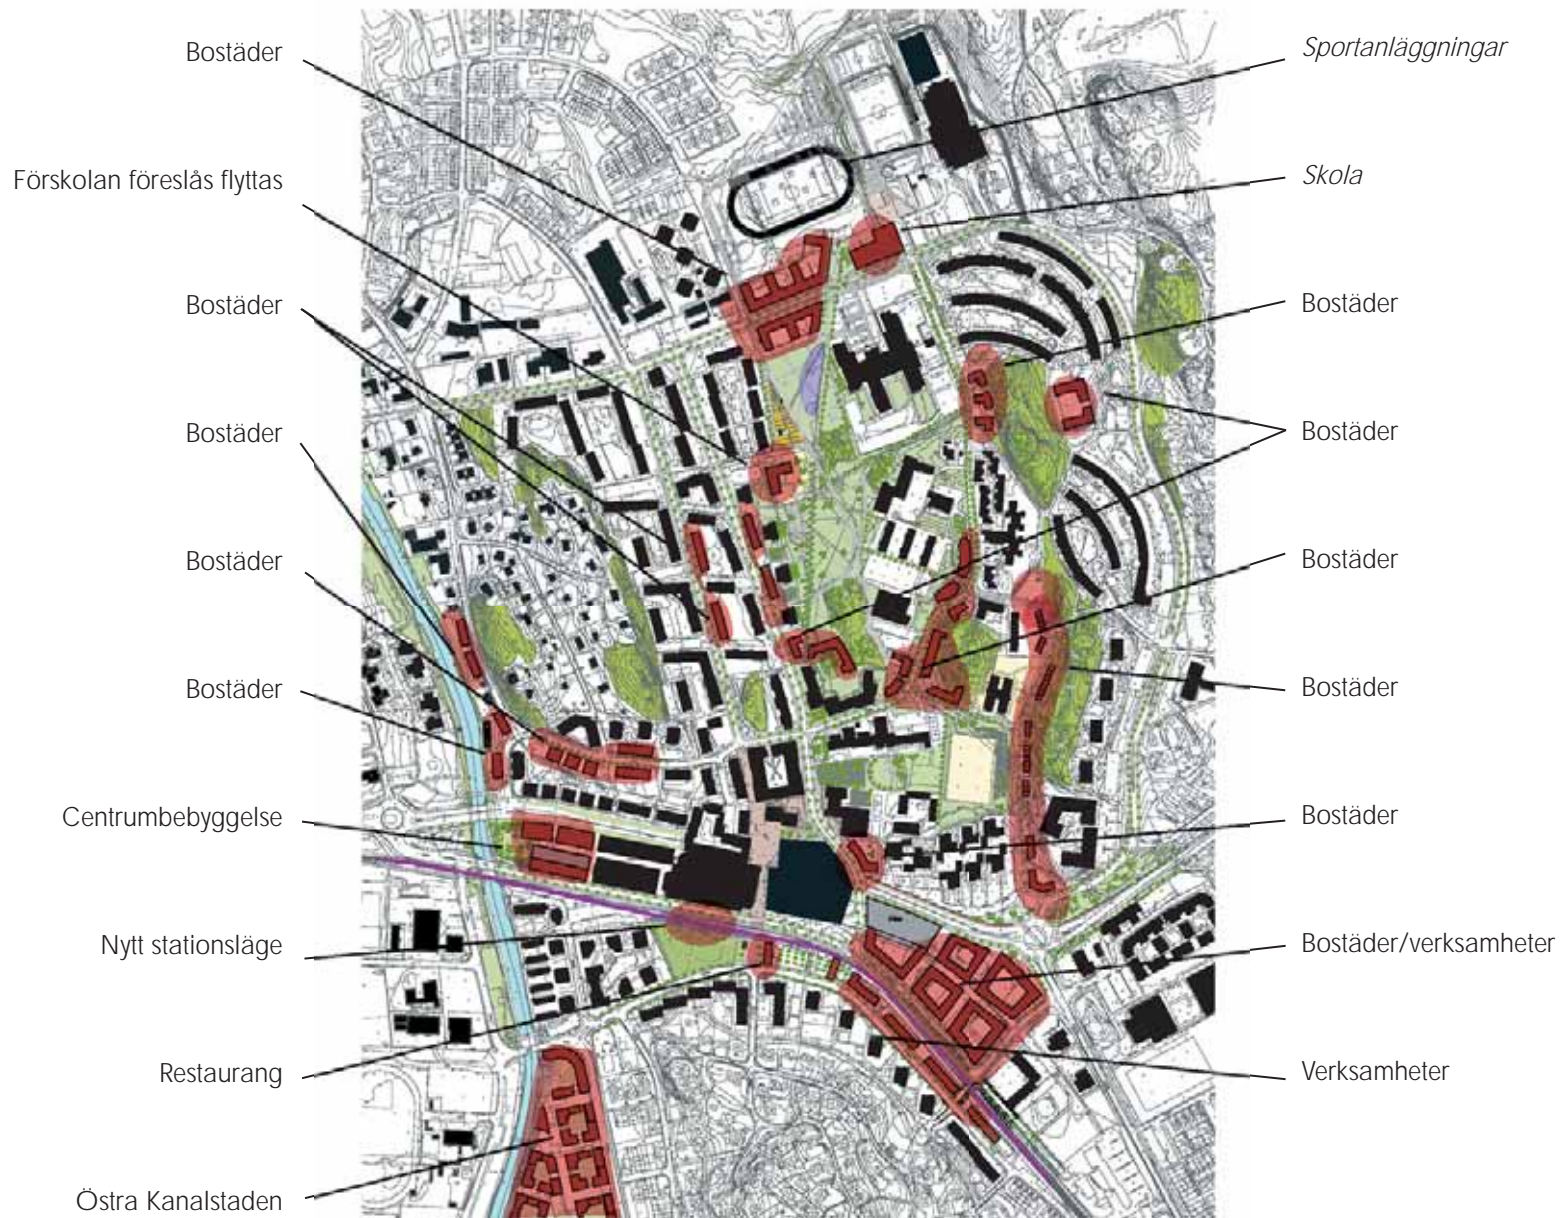 Bostäder
Förskolan föreslås flyttas
Bostäder
Bostäder
Bostäder
Bostäder
Centrumbebyggelse
Nytt stationsläge
Restaurang
Östra Kanalstaden
Sportanläggningar
Skola
Bostäder
Bostäder
Bostäder
Bostäder
Bostäder
Bostäder/verksamheter
Verksamheter